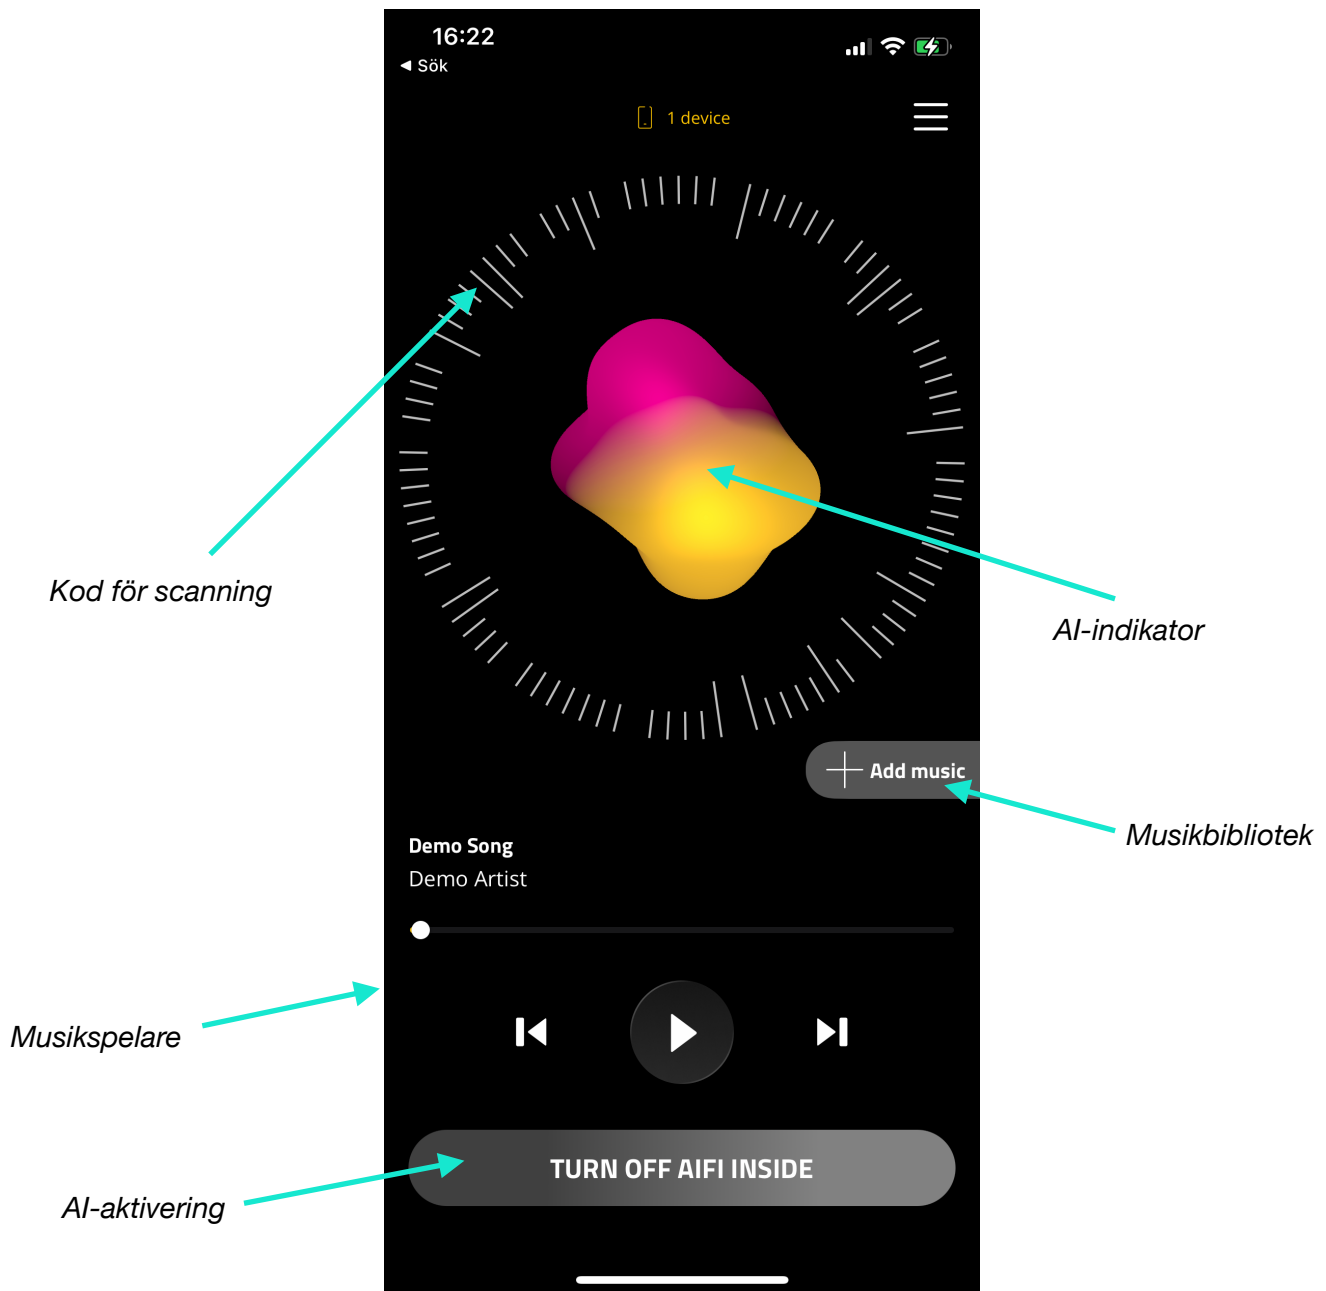 16:22
Sök
1 device
Kod för scanning
AI-indikator
Add music
Musikbibliotek
Demo Song
Demo Artist
Musikspelare
TURN OFF AIFI INSIDE
AI-aktivering